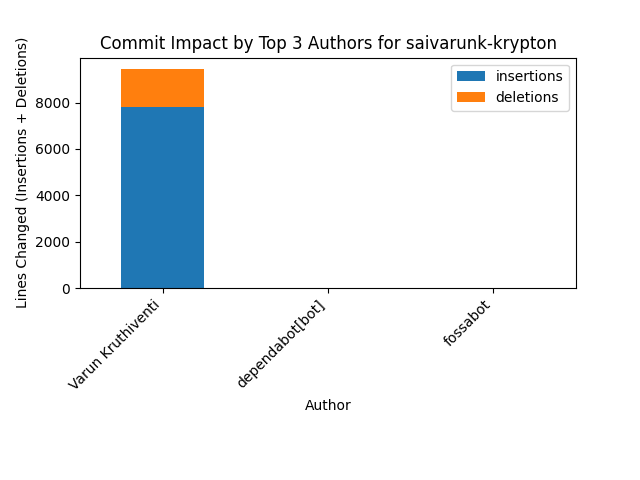 Commit Impact by Top 3 Authors for saivarunk-krypton
insertions
deletions
Lines Changed (Insertions + Deletions)
8000
6000
4000
2000
0
Varun Kruthiventi
dependabot[bot]
fossabot
Author